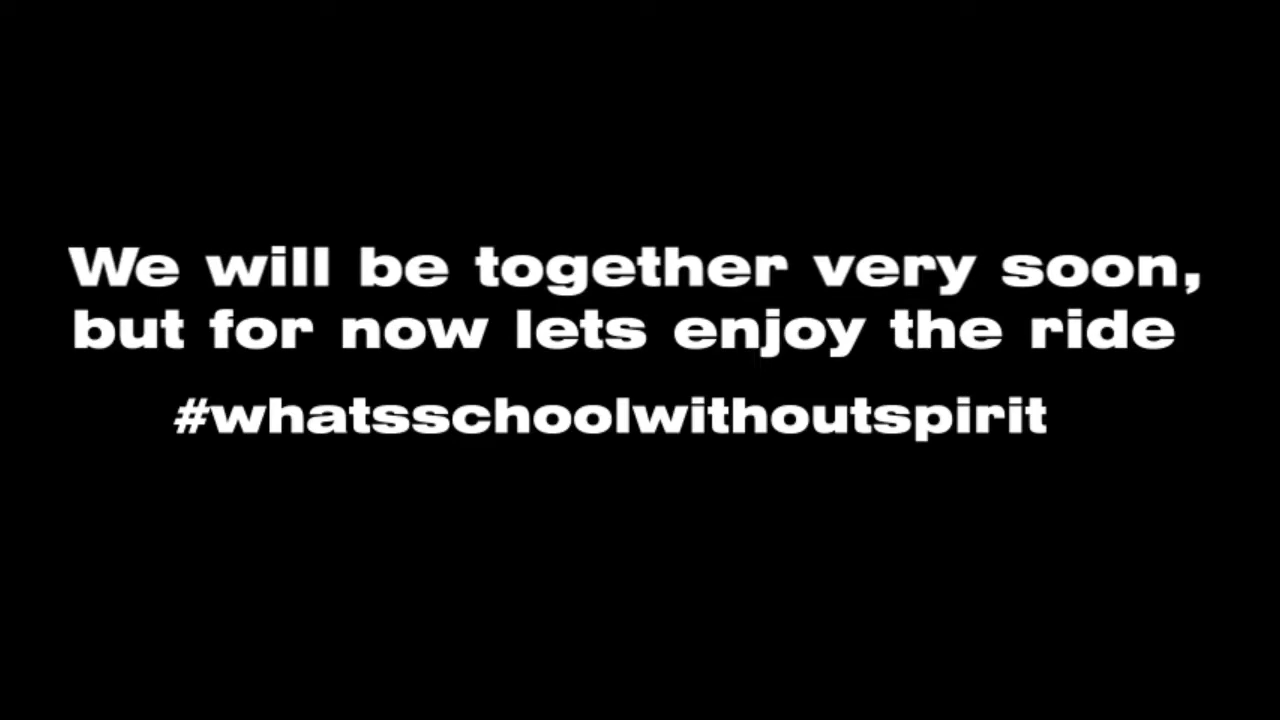 We will be together very soon,
but for now lets enjoy the ride
#whatsschoolwithoutspirit